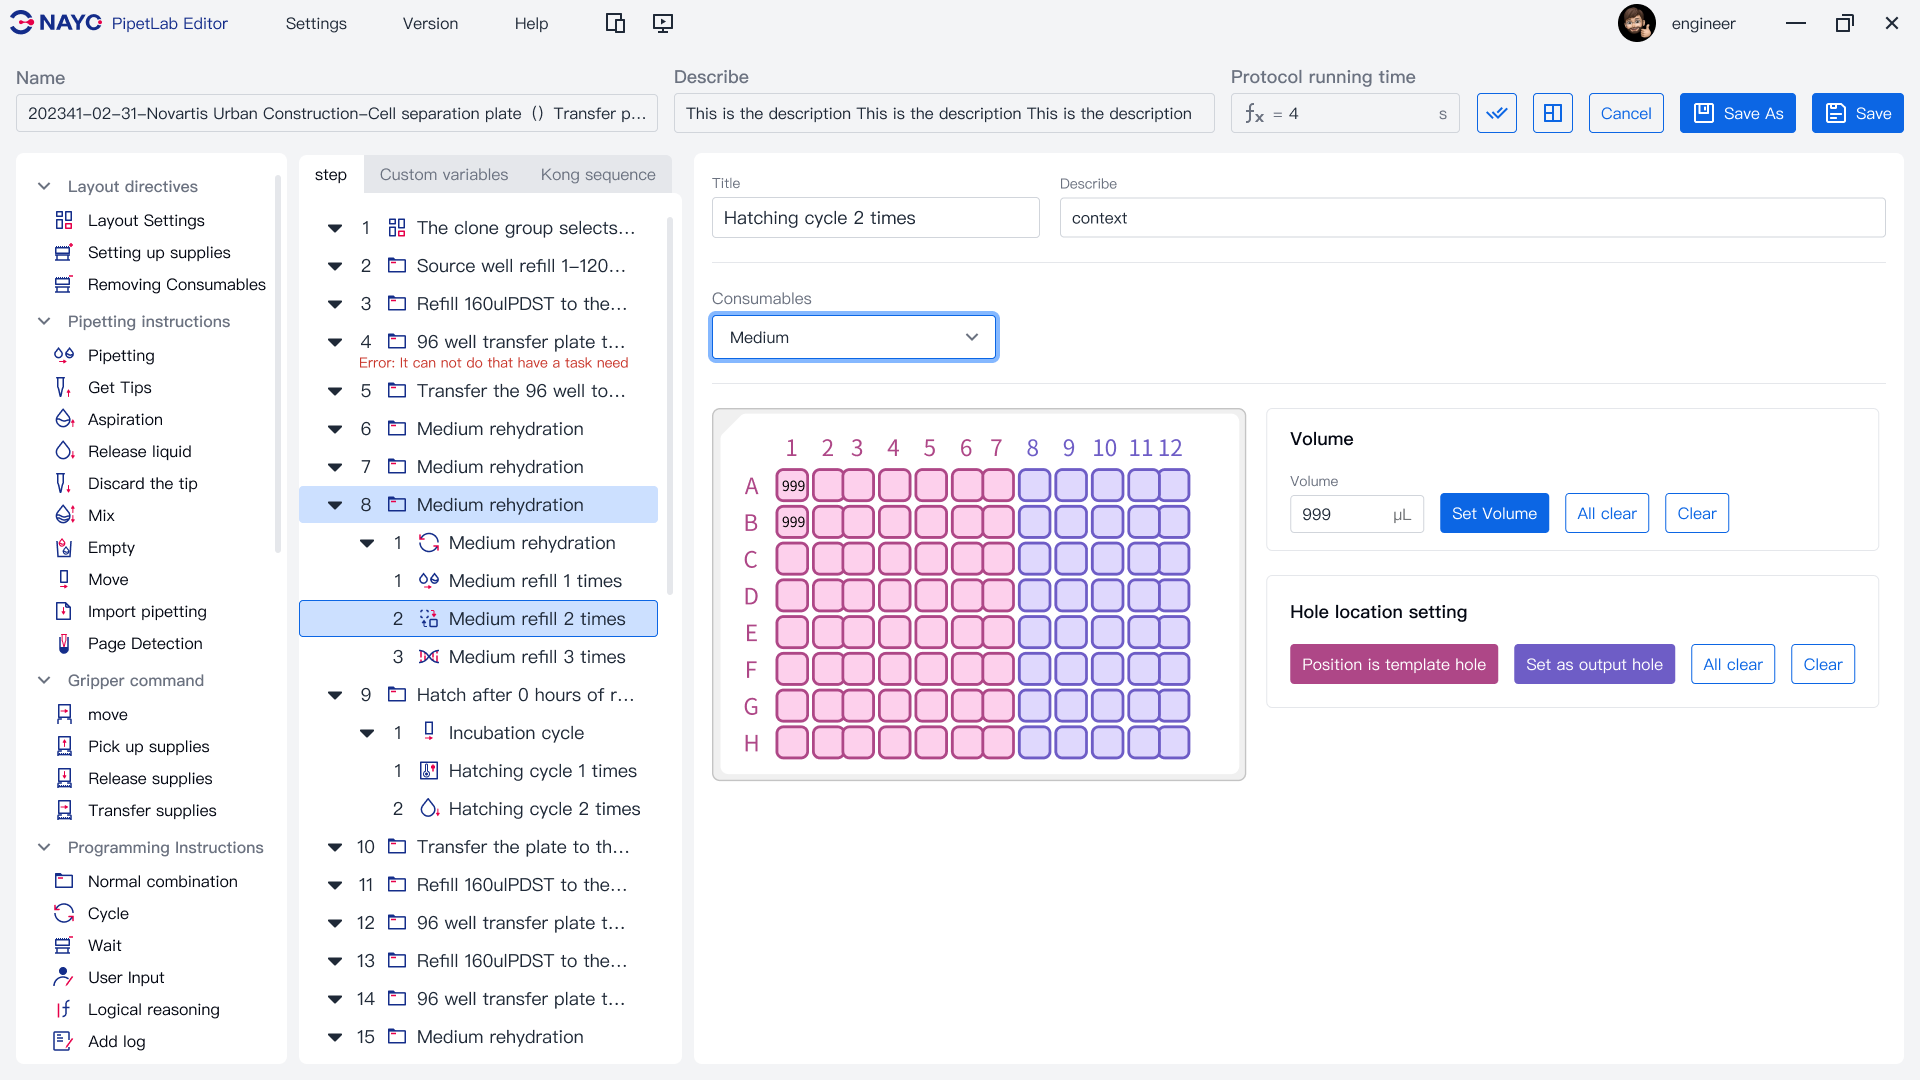 NAYO PipetLab Editor
Settings
Version
Help
engineer
Name
Describe
Protocol running time
202341-02-31-Novartis Urban Construction-Cell separation plate () Transfer p...
This is the description This is the description This is the description
fx = 4 s
Cancel
Save As
Save
Layout directives
Layout Settings
Setting up supplies
Removing Consumables
Pipetting instructions
Pipetting
Get Tips
Aspiration
Release liquid
Discard the tip
Mix
Empty
Move
Import pipetting
Page Detection
Gripper command
move
Pick up supplies
Release supplies
Transfer supplies
Programming Instructions
Normal combination
Cycle
Wait
User Input
Logical reasoning
Add log
step
Custom variables
Kong sequence
1 The clone group selects...
2 Source well refill 1-120...
3 Refill 160ulPDST to the...
4 96 well transfer plate t...
Error: It can not do that have a task need
5 Transfer the 96 well to...
6 Medium rehydration
7 Medium rehydration
8 Medium rehydration
1 Medium rehydration
1 Medium refill 1 times
2 Medium refill 2 times
3 Medium refill 3 times
9 Hatch after 0 hours of r...
1 Incubation cycle
1 Hatching cycle 1 times
2 Hatching cycle 2 times
10 Transfer the plate to th...
11 Refill 160ulPDST to the...
12 96 well transfer plate t...
13 Refill 160ulPDST to the...
14 96 well transfer plate t...
15 Medium rehydration
Title
Describe
Hatching cycle 2 times
context
Consumables
Medium
1 2 3 4 5 6 7 8 9 10 11 12
A 999
B 999
C
D
E
F
G
H
Volume
Volume
999 μL
Set Volume
All clear
Clear
Hole location setting
Position is template hole
Set as output hole
All clear
Clear